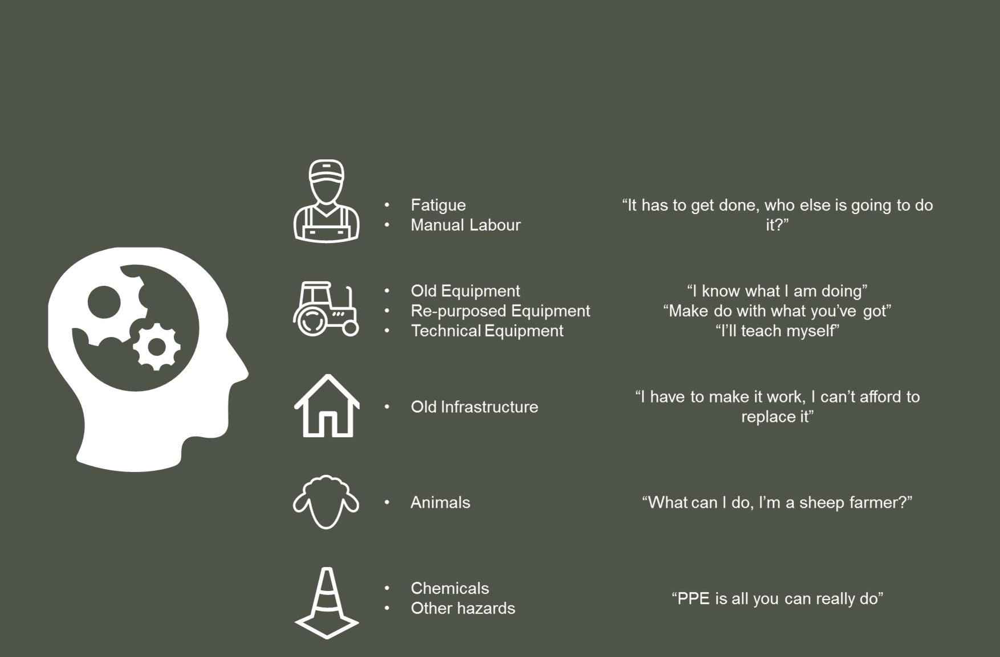 • Fatigue
• Manual Labour
“It has to get done, who else is going to do
it?”
• Old Equipment
• Re-purposed Equipment
• Technical Equipment
“I know what I am doing”
“Make do with what you’ve got”
“I’ll teach myself”
• Old Infrastructure
“I have to make it work, I can’t afford to
replace it”
• Animals
“What can I do, I’m a sheep farmer?”
• Chemicals
• Other hazards
“PPE is all you can really do”